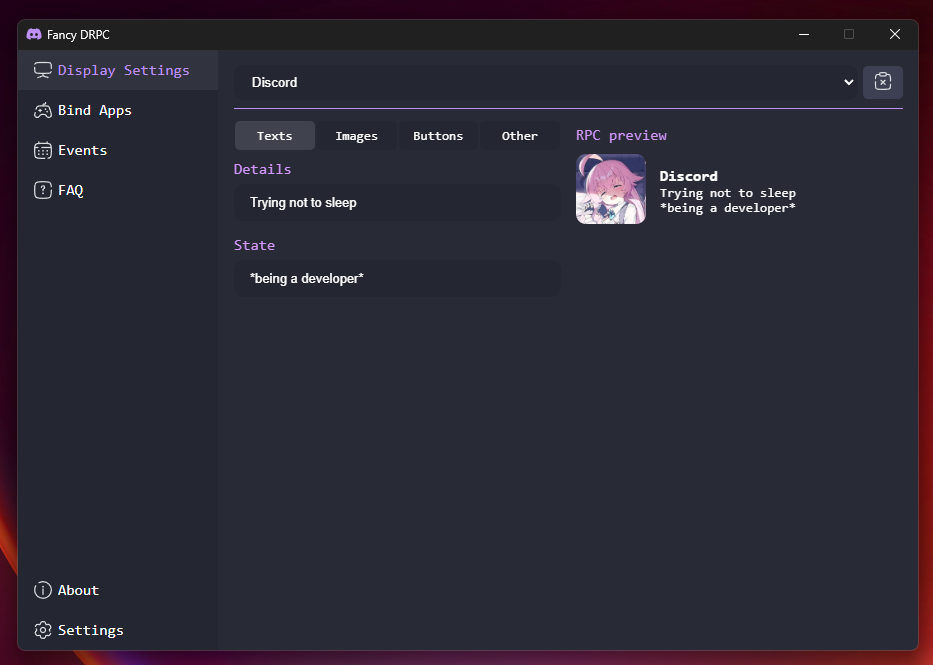 Fancy DRPC
Display Settings
Bind Apps
Events
FAQ
About
Settings
Discord
Texts
Images
Buttons
Other
Details
Trying not to sleep
State
*being a developer*
RPC preview
Discord
Trying not to sleep
*being a developer*